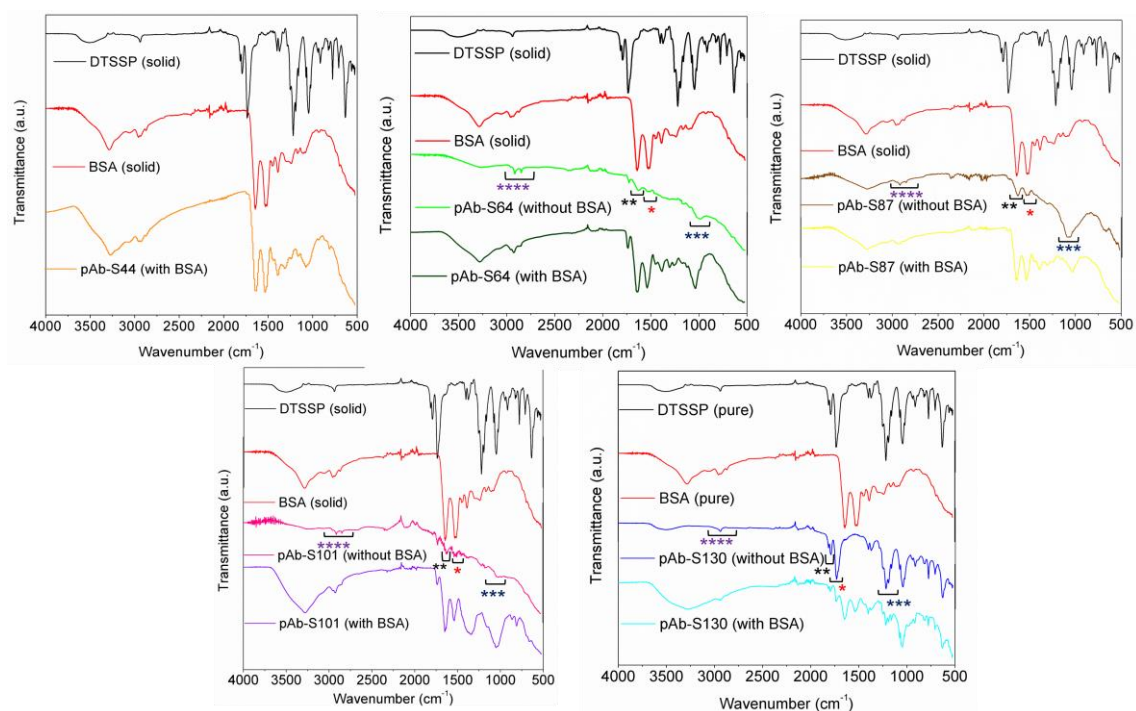 DTSSP (solid)
BSA (solid)
pAb-S44 (with BSA)
Transmittance (a.u.)
4000 3500 3000 2500 2000 1500 1000 500
Wavenumber (cm-1)
DTSSP (solid)
BSA (solid)
****
pAb-S64 (without BSA)
** *
***
pAb-S64 (with BSA)
Transmittance (a.u.)
4000 3500 3000 2500 2000 1500 1000 500
Wavenumber (cm-1)
DTSSP (solid)
BSA (solid)
****
pAb-S87 (without BSA)
** *
***
pAb-S87 (with BSA)
Transmittance (a.u.)
4000 3500 3000 2500 2000 1500 1000 500
Wavenumber (cm-1)
DTSSP (solid)
BSA (solid)
****
pAb-S101 (without BSA)
** *
***
pAb-S101 (with BSA)
Transmittance (a.u.)
4000 3500 3000 2500 2000 1500 1000 500
Wavenumber (cm-1)
DTSSP (pure)
BSA (pure)
****
pAb-S130 (without BSA)
** *
***
pAb-S130 (with BSA)
Transmittance (a.u.)
4000 3500 3000 2500 2000 1500 1000 500
Wavenumber (cm-1)